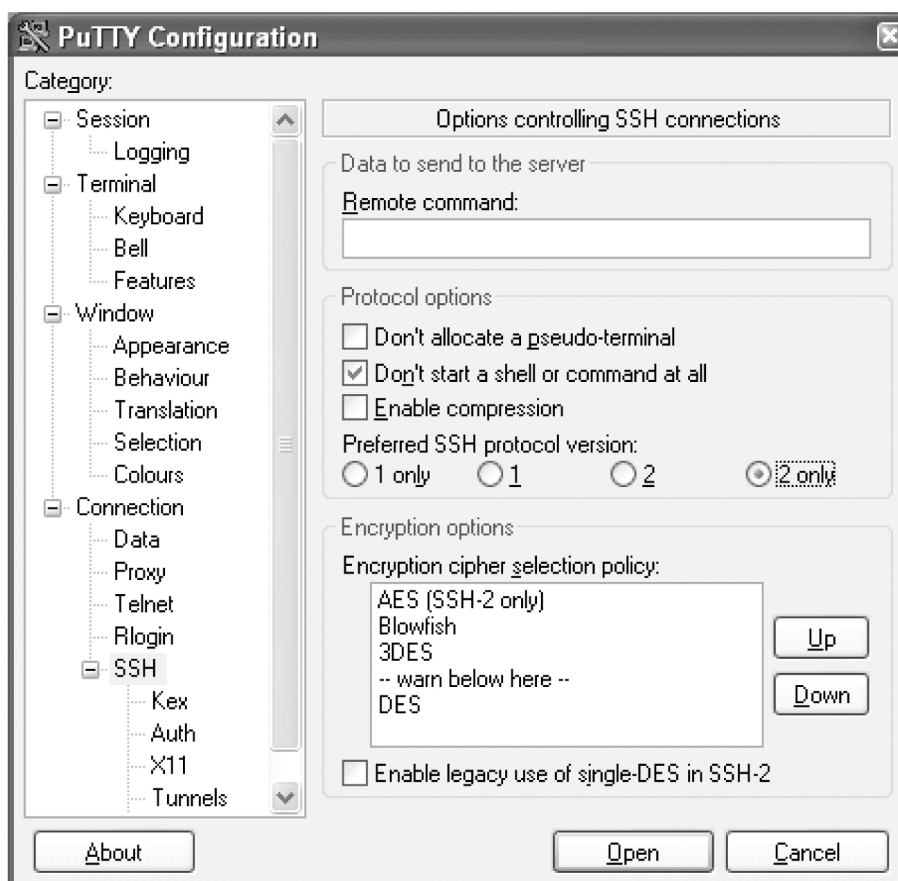 PuTTY Configuration
Category:
Session
Logging
Terminal
Keyboard
Bell
Features
Window
Appearance
Behaviour
Translation
Selection
Colours
Connection
Data
Proxy
Telnet
Rlogin
SSH
Kex
Auth
X11
Tunnels
Options controlling SSH connections
Data to send to the server
Remote command:
Protocol options
Don't allocate a pseudo-terminal
Don't start a shell or command at all
Enable compression
Preferred SSH protocol version:
1 only 1 2 2 only
Encryption options
Encryption cipher selection policy:
AES (SSH-2 only)
Blowfish
3DES
-- warn below here --
DES
Up
Down
Enable legacy use of single-DES in SSH-2
About Open Cancel